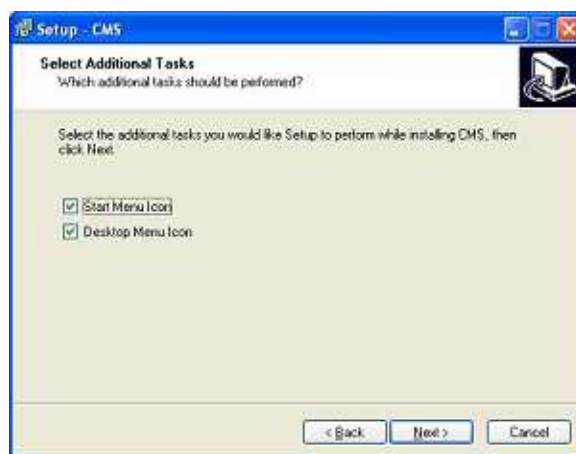 Setup - CMS
Select Additional Tasks
Which additional tasks should be performed?
Select the additional tasks you would like Setup to perform while installing CMS, then
click Next.
Start Menu Icon
Desktop Menu Icon
< Back Next > Cancel